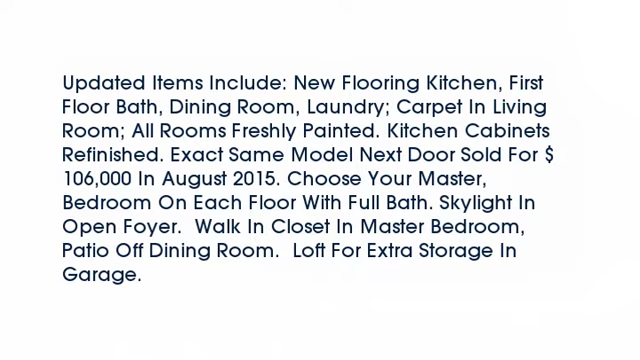 Updated Items Include: New Flooring Kitchen, First
Floor Bath, Dining Room, Laundry; Carpet In Living
Room; All Rooms Freshly Painted. Kitchen Cabinets
Refinished. Exact Same Model Next Door Sold For $
106,000 In August 2015. Choose Your Master,
Bedroom On Each Floor With Full Bath. Skylight In
Open Foyer.  Walk In Closet In Master Bedroom,
Patio Off Dining Room.  Loft For Extra Storage In
Garage.